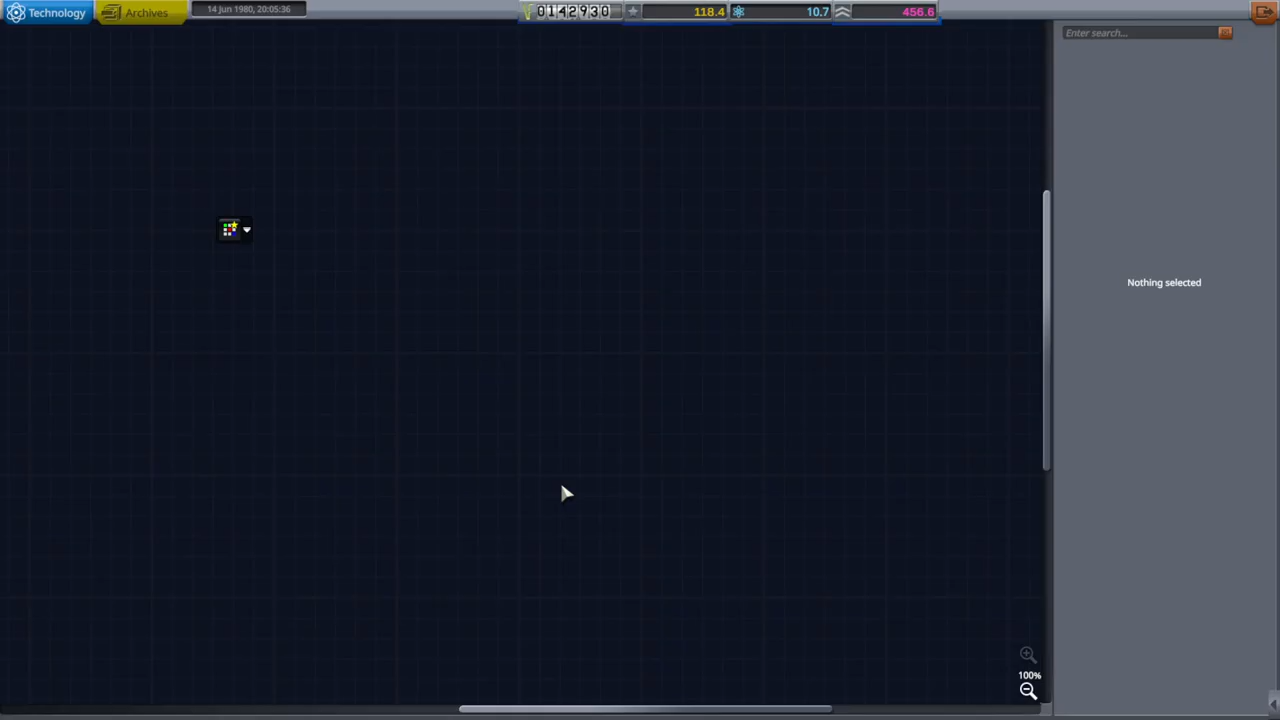 Technology
Archives
14 Jun 1980, 20:05:36
0142930
118.4
10.7
456.6
Enter search...
Nothing selected
100%